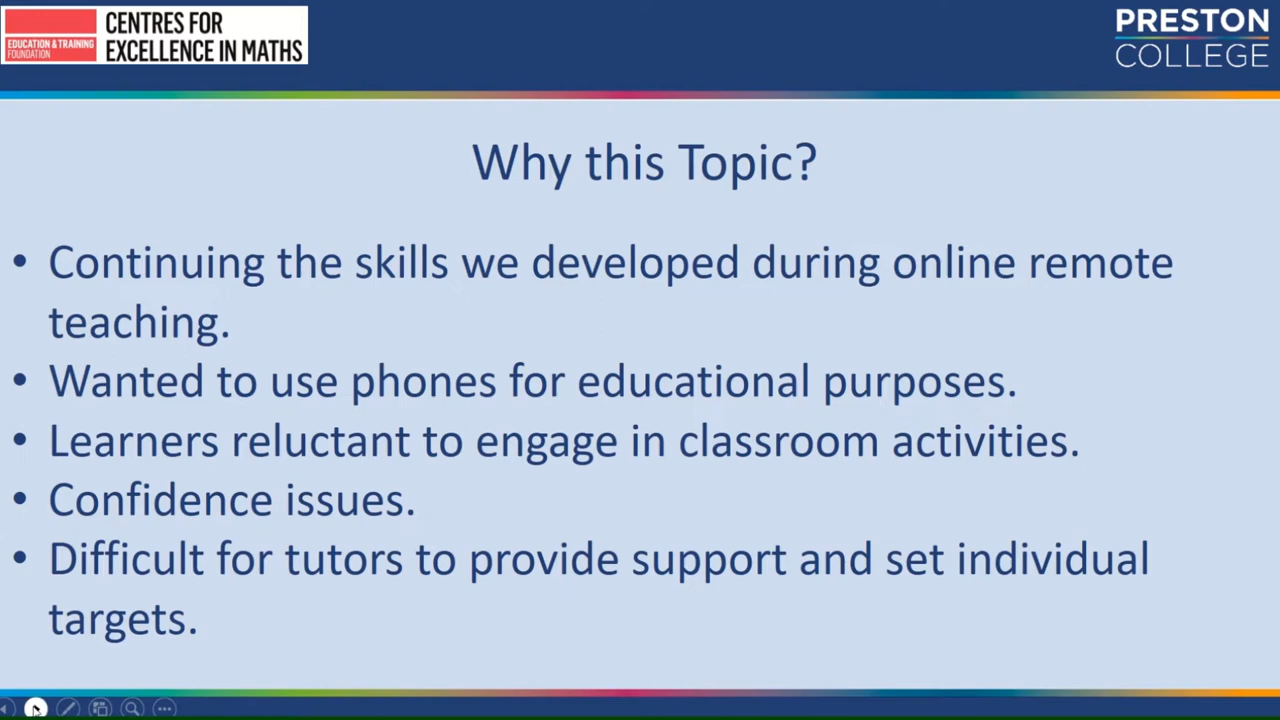 CENTRES FOR
EXCELLENCE IN MATHS
EDUCATION & TRAINING
FOUNDATION
PRESTON
COLLEGE
Why this Topic?
• Continuing the skills we developed during online remote
teaching.
• Wanted to use phones for educational purposes.
• Learners reluctant to engage in classroom activities.
• Confidence issues.
• Difficult for tutors to provide support and set individual
targets.